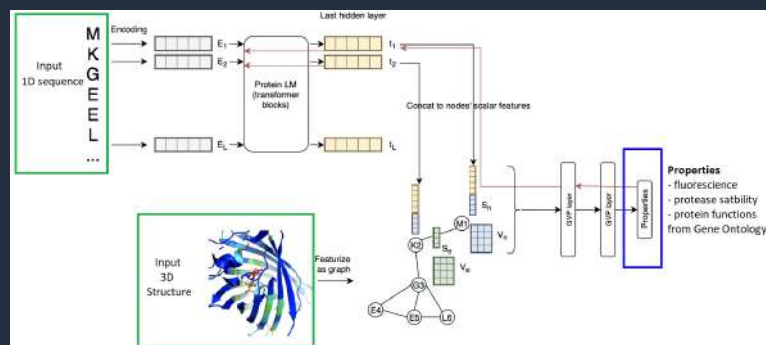 Last hidden layer
M
K
G
E
E
L
...
Input
1D sequence
Encoding
E1
E2
EL
Protein LM
(transformer
blocks)
t1
t2
tL
Concat to nodes' scalar features
Input
3D
Structure
Featurize
as graph
Sn
Vn
Se
Ve
M1
K2
G3
E4
E5
L6
GVP layer
GVP layer
Properties
Properties
- fluorescience
- protease satbility
- protein functions
from Gene Ontology